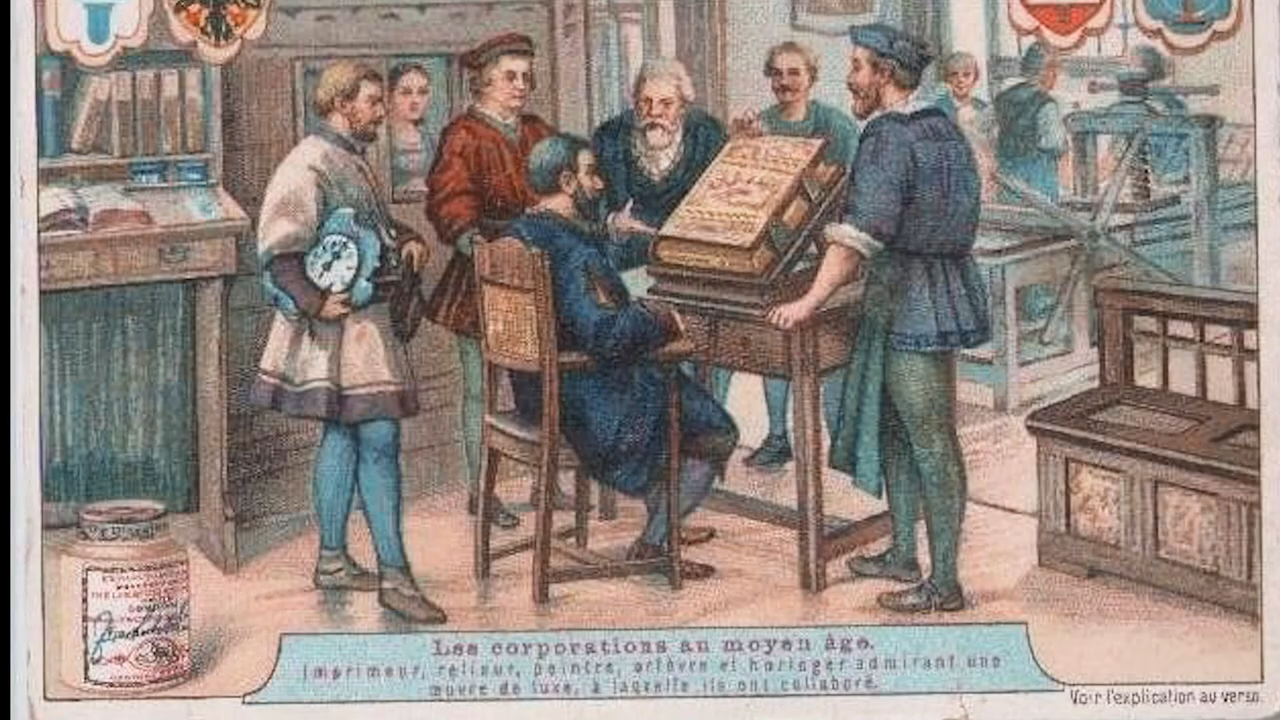 Les corporations au moyen âge.
Imprimeur, relieur, peintre, orfèvre et horloger admirant une
œuvre de luxe, à laquelle ils ont collaboré.
Voir l'explication au verso.